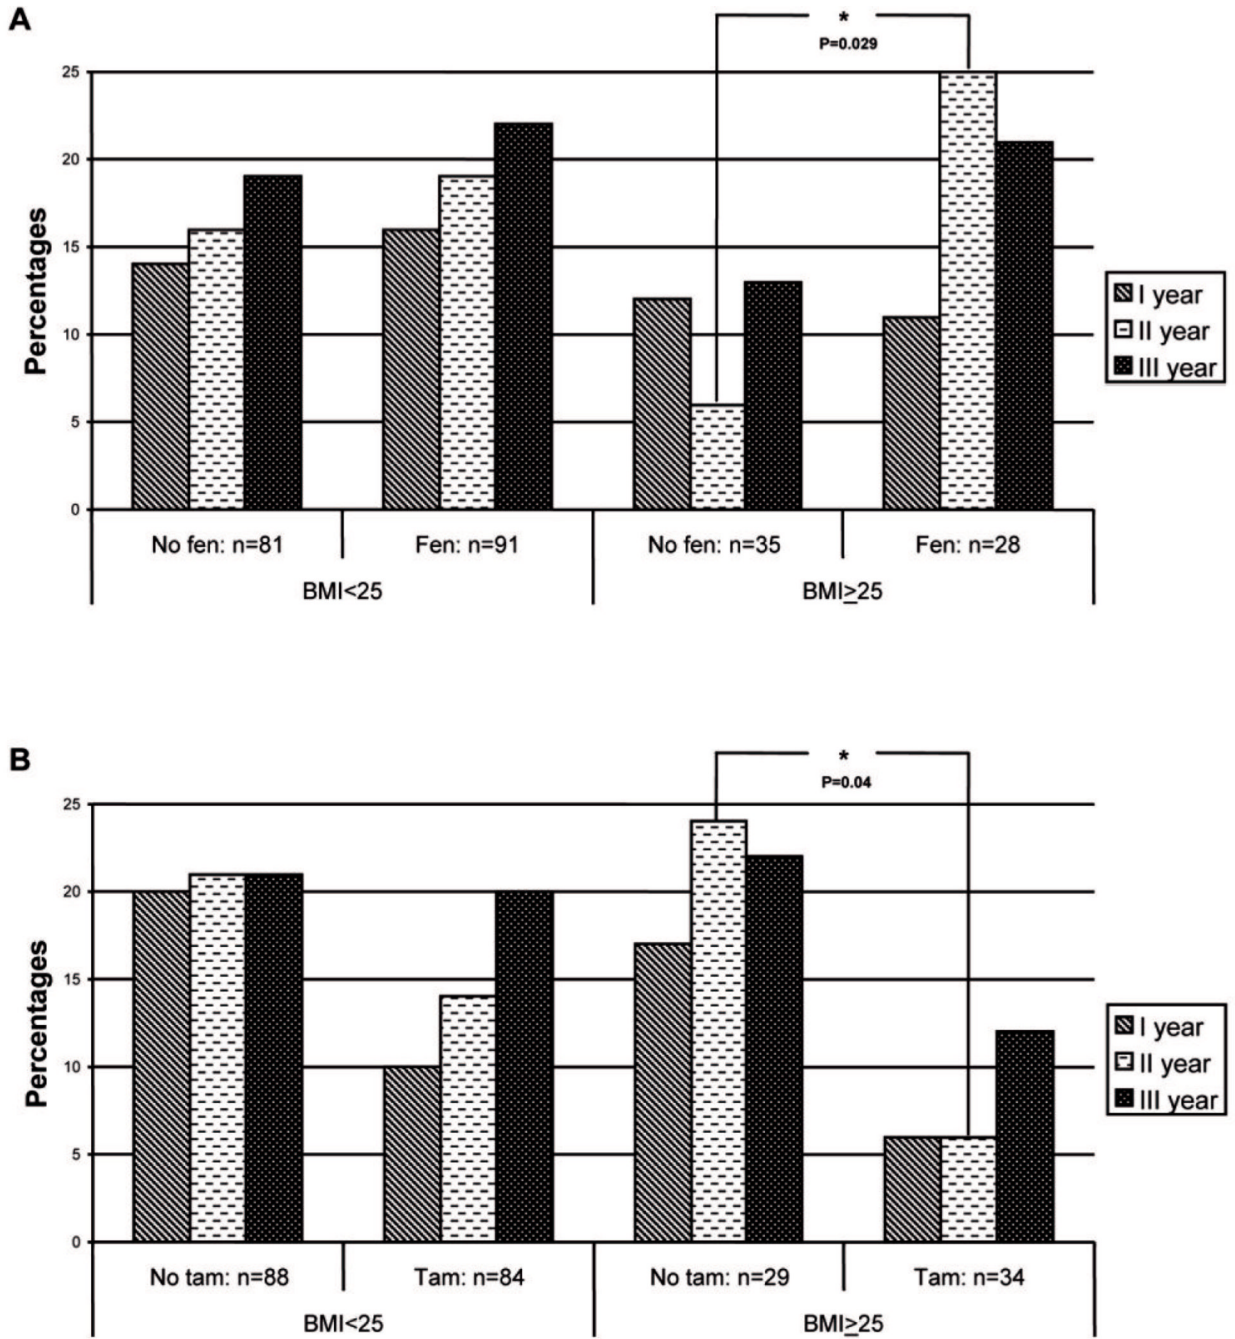 A
*
P=0.029
25
20
15
10
5
0
Percentages
I year
II year
III year
No fen: n=81
Fen: n=91
No fen: n=35
Fen: n=28
BMI<25
BMI≥25
B
*
P=0.04
25
20
15
10
5
0
Percentages
I year
II year
III year
No tam: n=88
Tam: n=84
No tam: n=29
Tam: n=34
BMI<25
BMI≥25